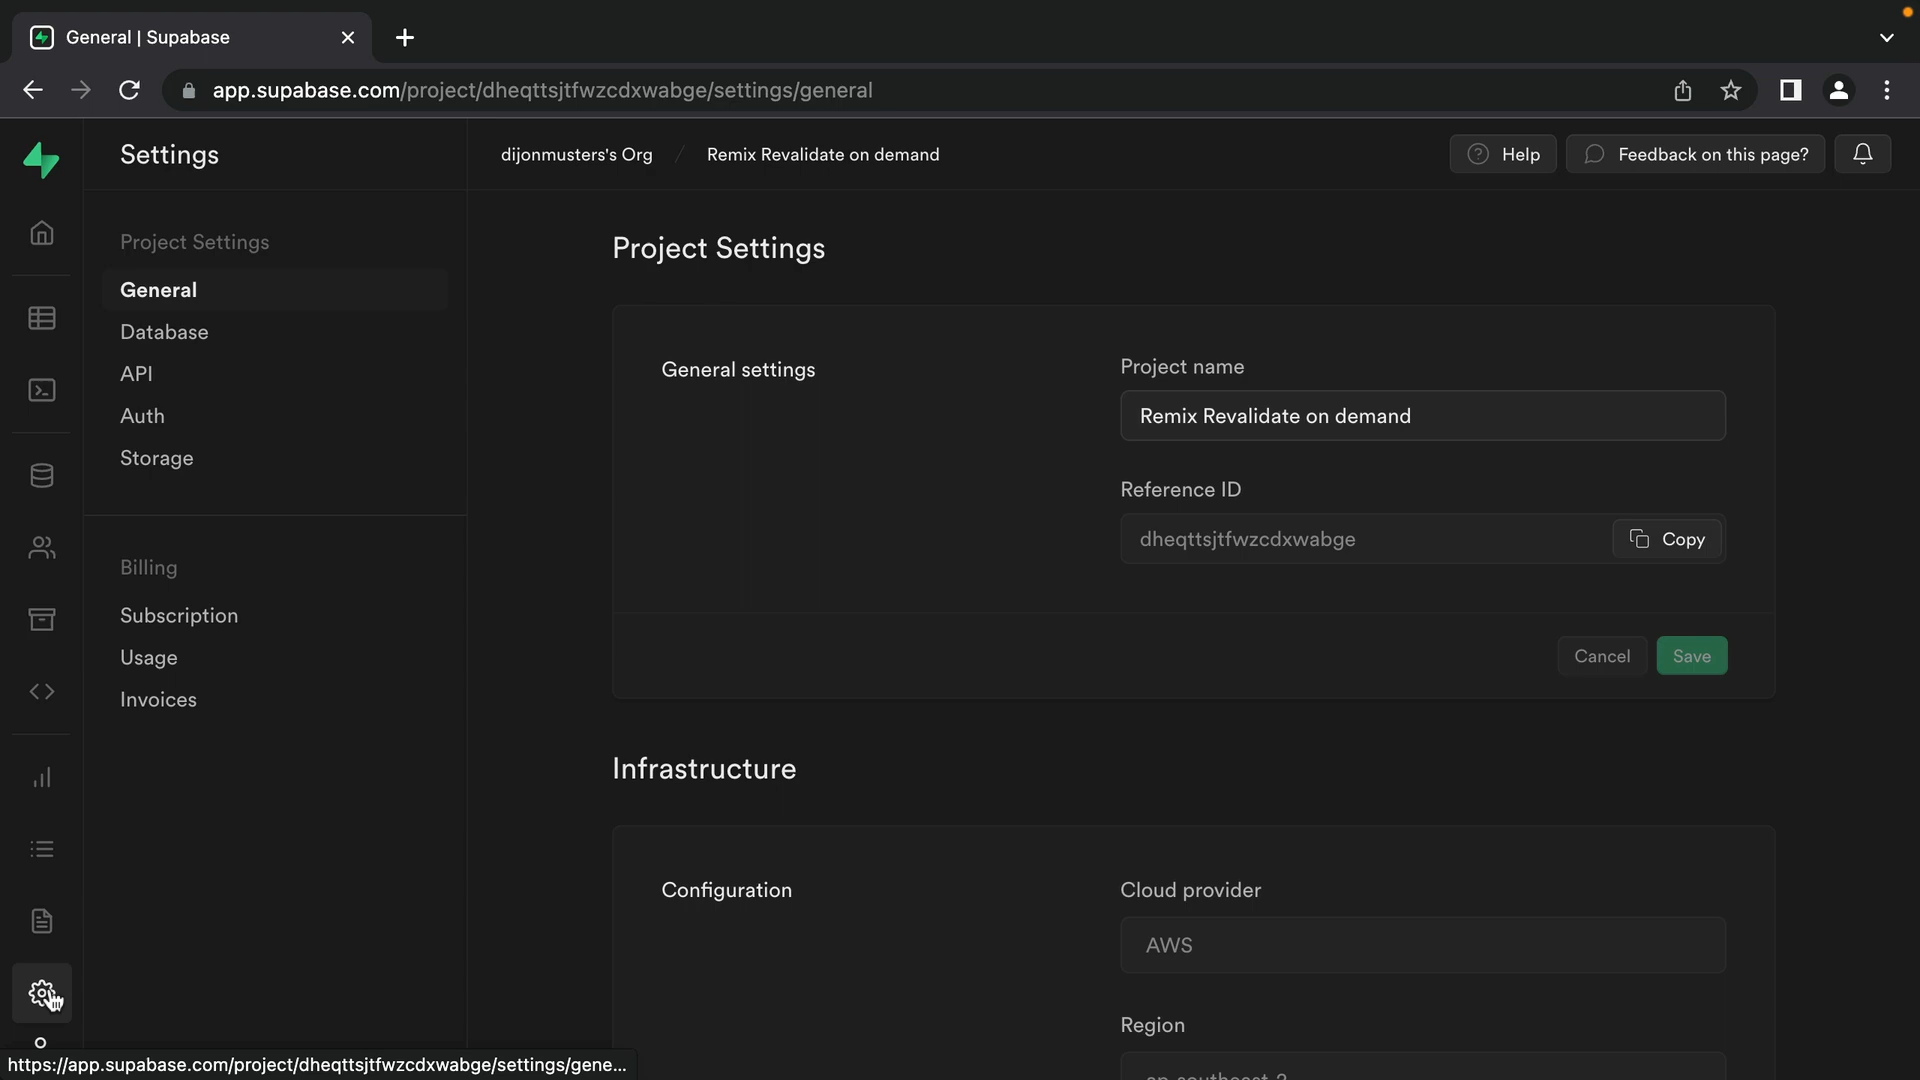 General | Supabase
app.supabase.com/project/dheqttsjtfwzcdxwabge/settings/general
Settings
dijonmusters's Org / Remix Revalidate on demand
Help
Feedback on this page?
Project Settings
General
Database
API
Auth
Storage
Billing
Subscription
Usage
Invoices
Project Settings
General settings
Project name
Remix Revalidate on demand
Reference ID
dheqttsjtfwzcdxwabge
Copy
Cancel
Save
Infrastructure
Configuration
Cloud provider
AWS
Region
ap-southeast-2
https://app.supabase.com/project/dheqttsjtfwzcdxwabge/settings/gene...